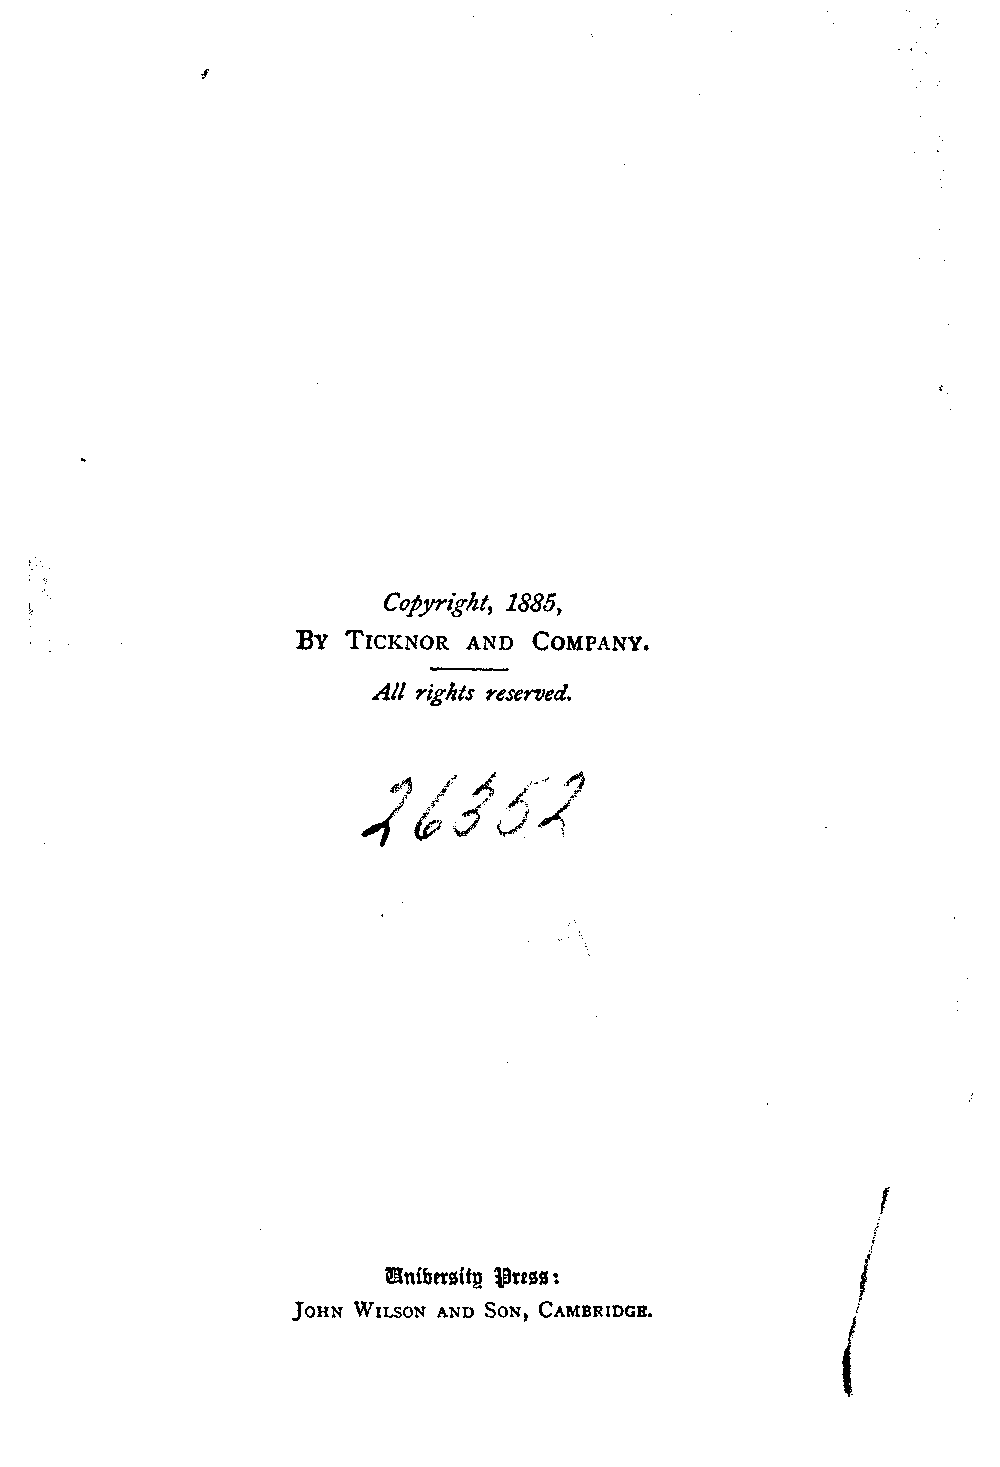 Copyright, 1885,
By Ticknor and Company.
All rights reserved.
26352
University Press:
John Wilson and Son, Cambridge.